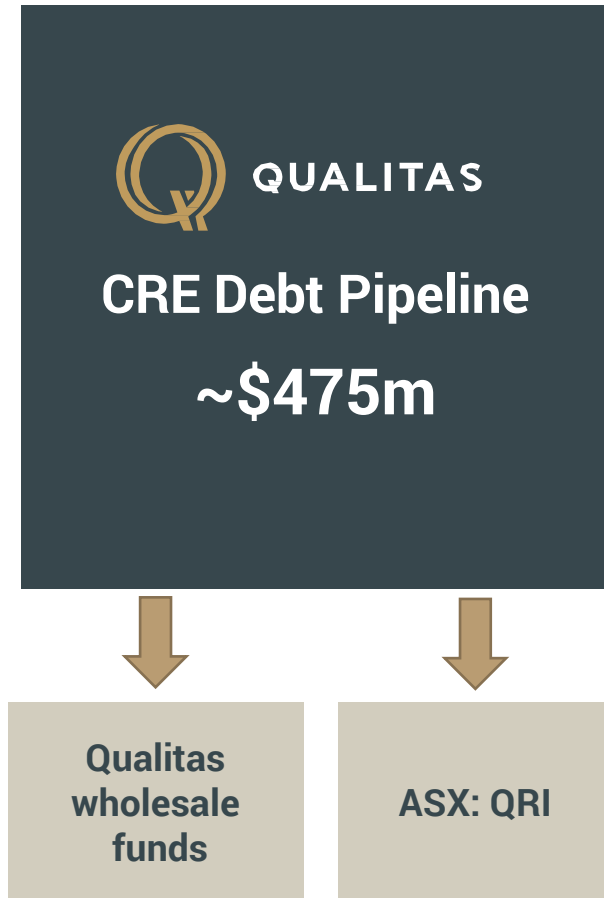 QUALITAS
CRE Debt Pipeline
~$475m
Qualitas
wholesale
funds
ASX: QRI